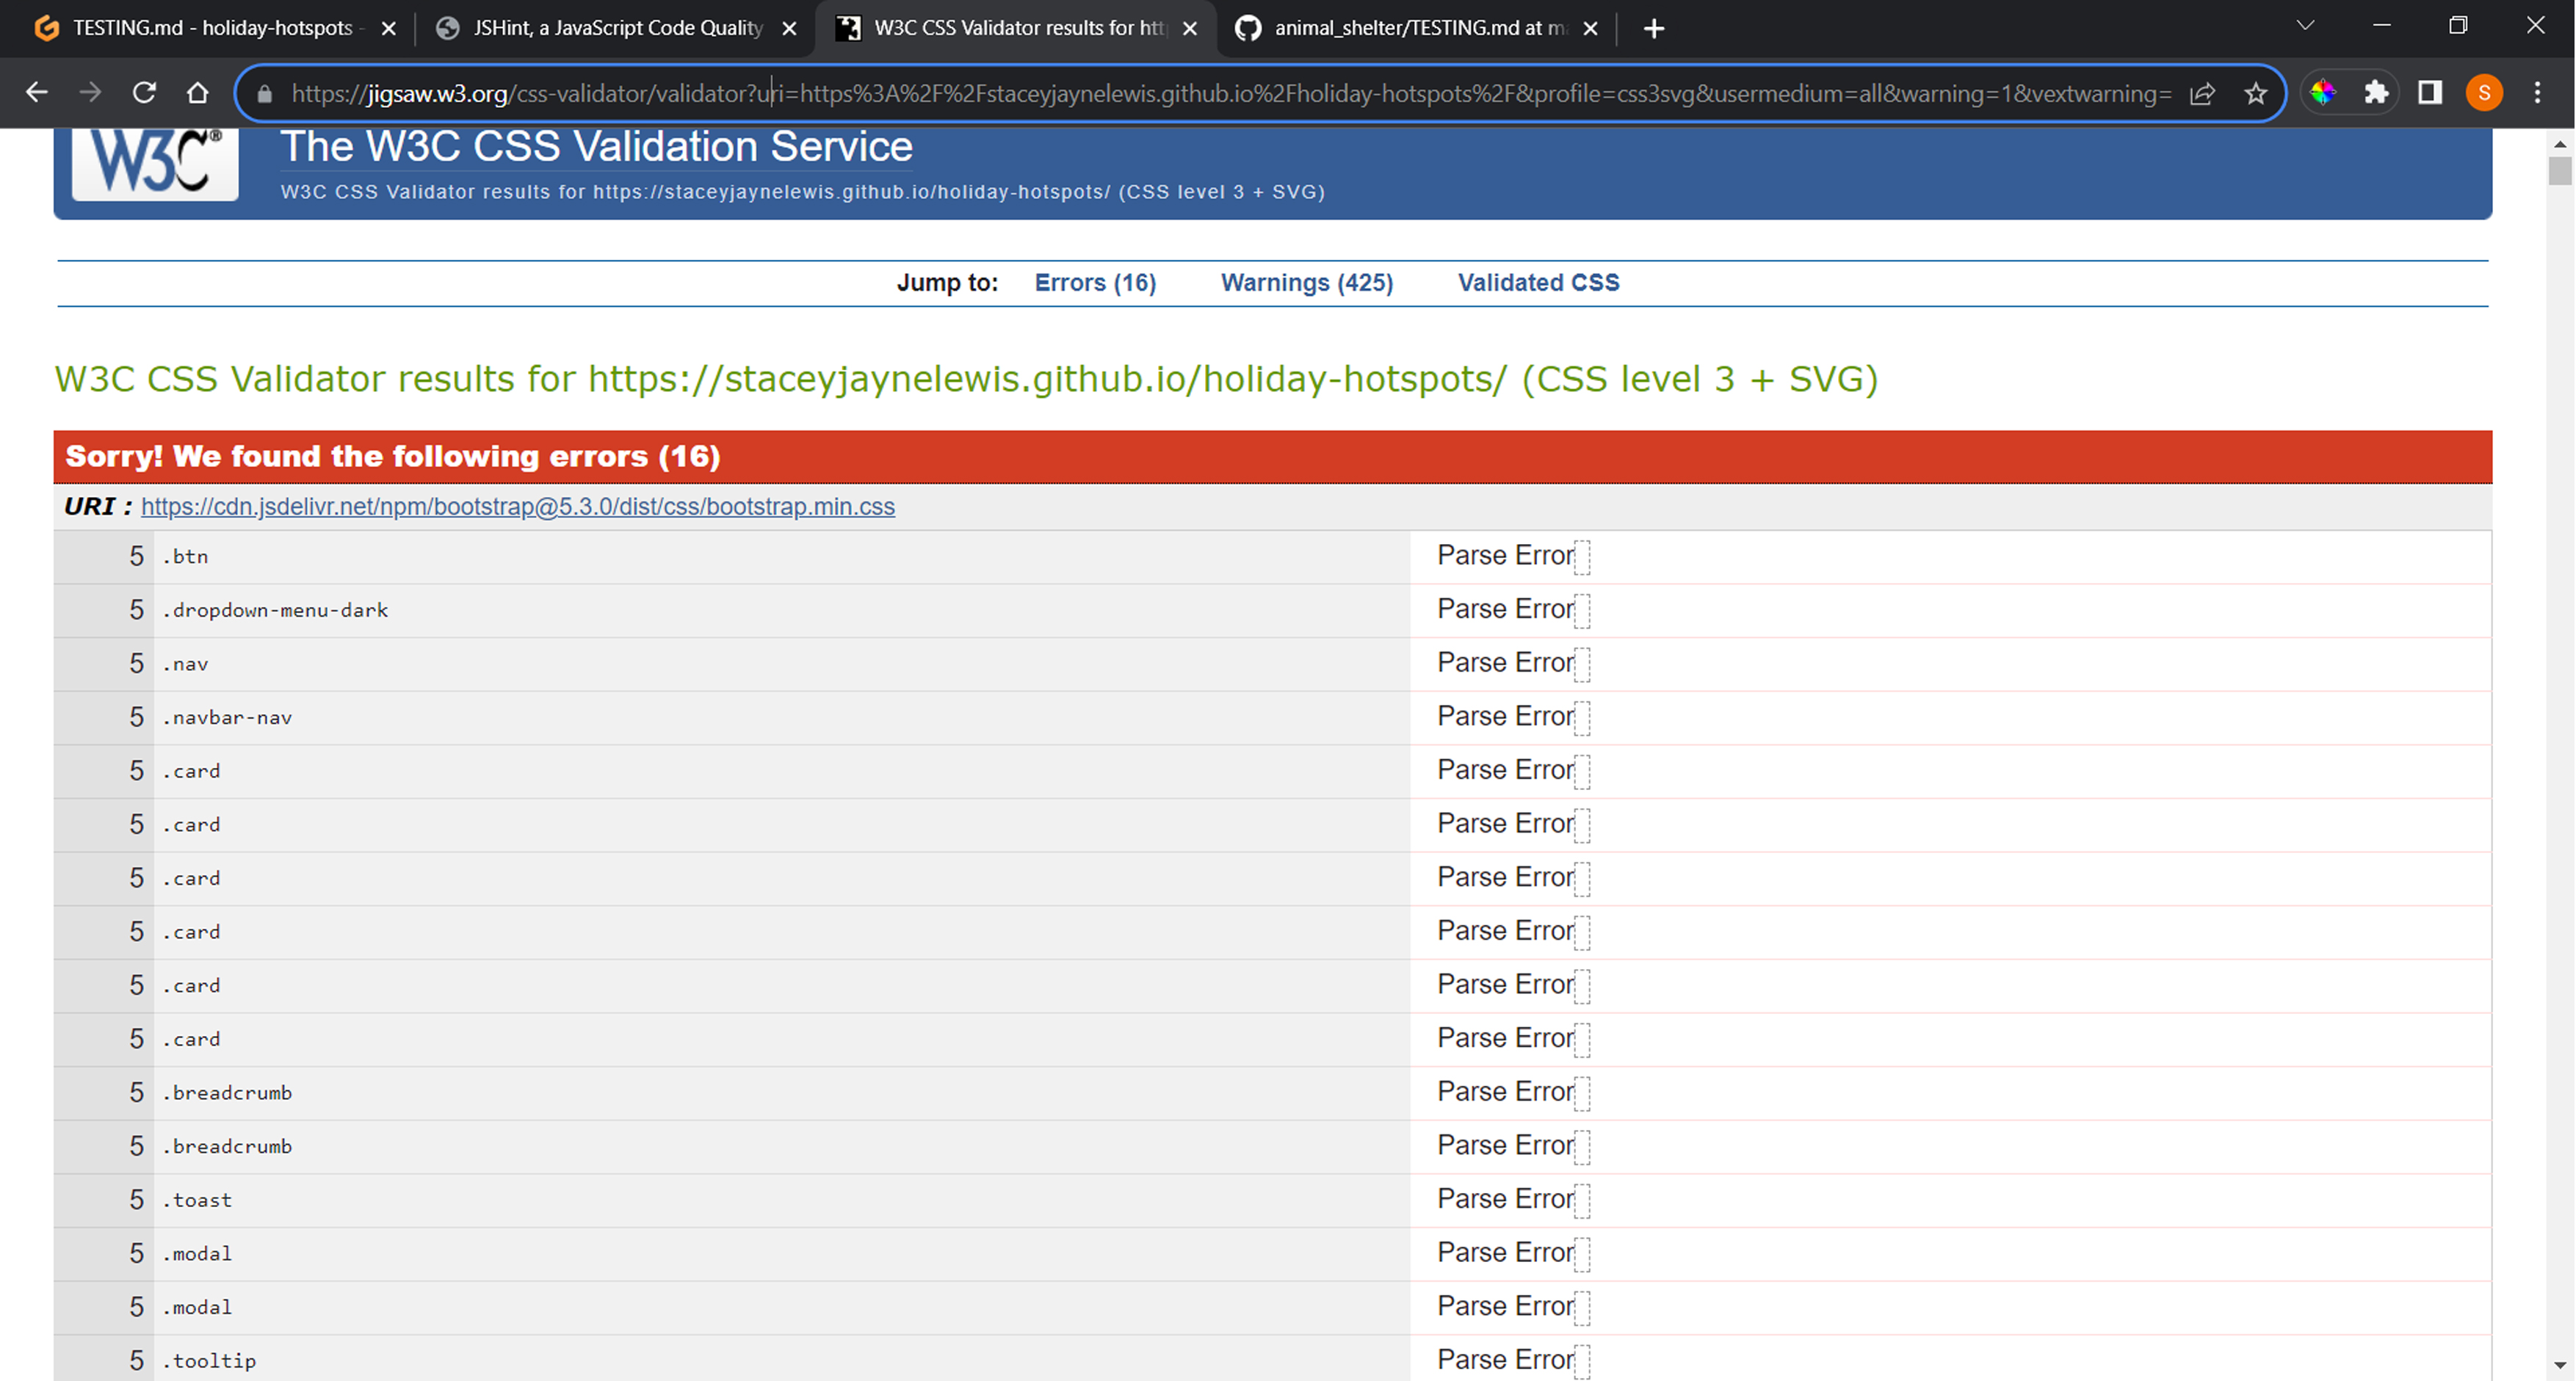 TESTING.md - holiday-hotspots -
JSHint, a JavaScript Code Quality
W3C CSS Validator results for htt
animal_shelter/TESTING.md at ma
https://jigsaw.w3.org/css-validator/validator?uri=https%3A%2F%2Fstaceyjaynelewis.github.io%2Fholiday-hotspots%2F&profile=css3svg&usermedium=all&warning=1&vextwarning=
S
W3C®
The W3C CSS Validation Service
W3C CSS Validator results for https://staceyjaynelewis.github.io/holiday-hotspots/ (CSS level 3 + SVG)
Jump to: Errors (16) Warnings (425) Validated CSS
W3C CSS Validator results for https://staceyjaynelewis.github.io/holiday-hotspots/ (CSS level 3 + SVG)
Sorry! We found the following errors (16)
URI : https://cdn.jsdelivr.net/npm/bootstrap@5.3.0/dist/css/bootstrap.min.css
5 .btn Parse Error
5 .dropdown-menu-dark Parse Error
5 .nav Parse Error
5 .navbar-nav Parse Error
5 .card Parse Error
5 .card Parse Error
5 .card Parse Error
5 .card Parse Error
5 .card Parse Error
5 .card Parse Error
5 .breadcrumb Parse Error
5 .breadcrumb Parse Error
5 .toast Parse Error
5 .modal Parse Error
5 .modal Parse Error
5 .tooltip Parse Error